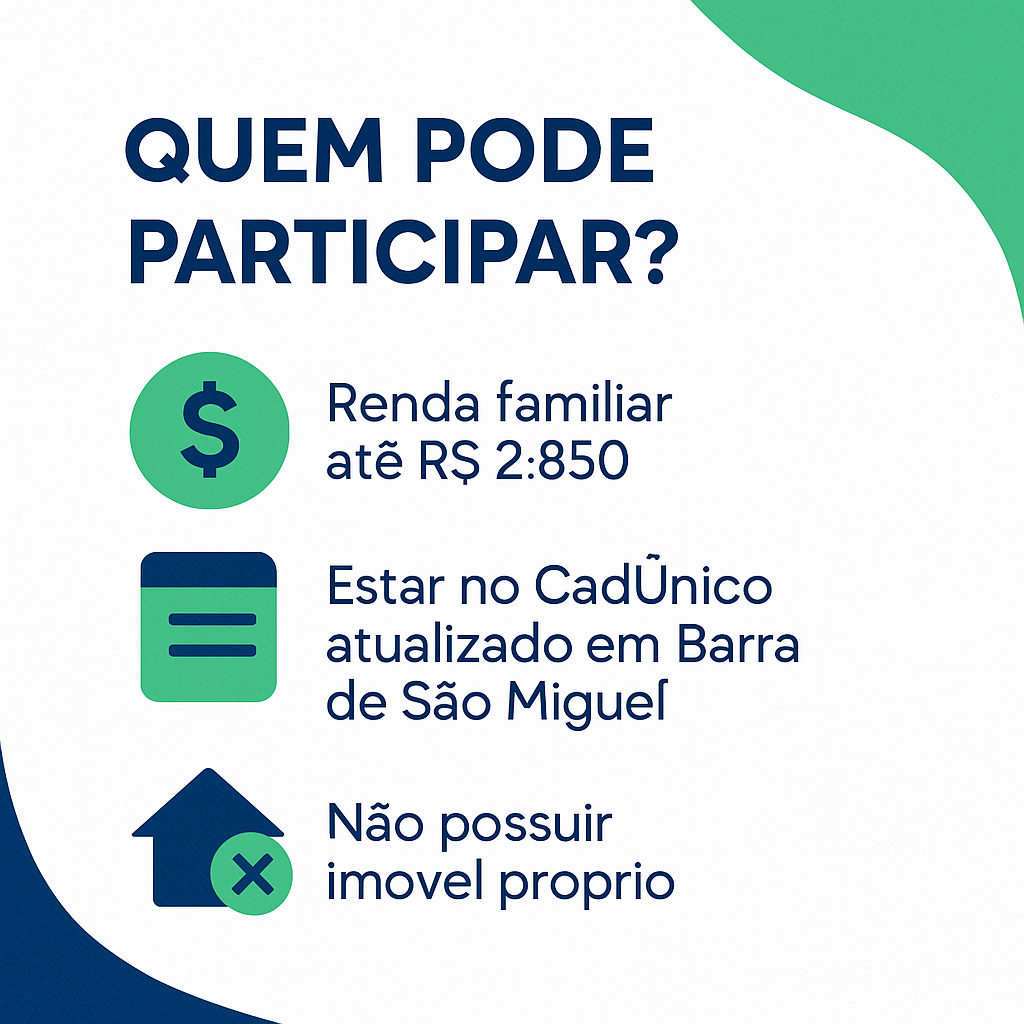 QUEM PODE
PARTICIPAR?
$
Renda familiar
atẽ R$ 2:850
Estar no CadŨnico
atualizado em Barra
de São Miguel
Não possuir
imovel proprio